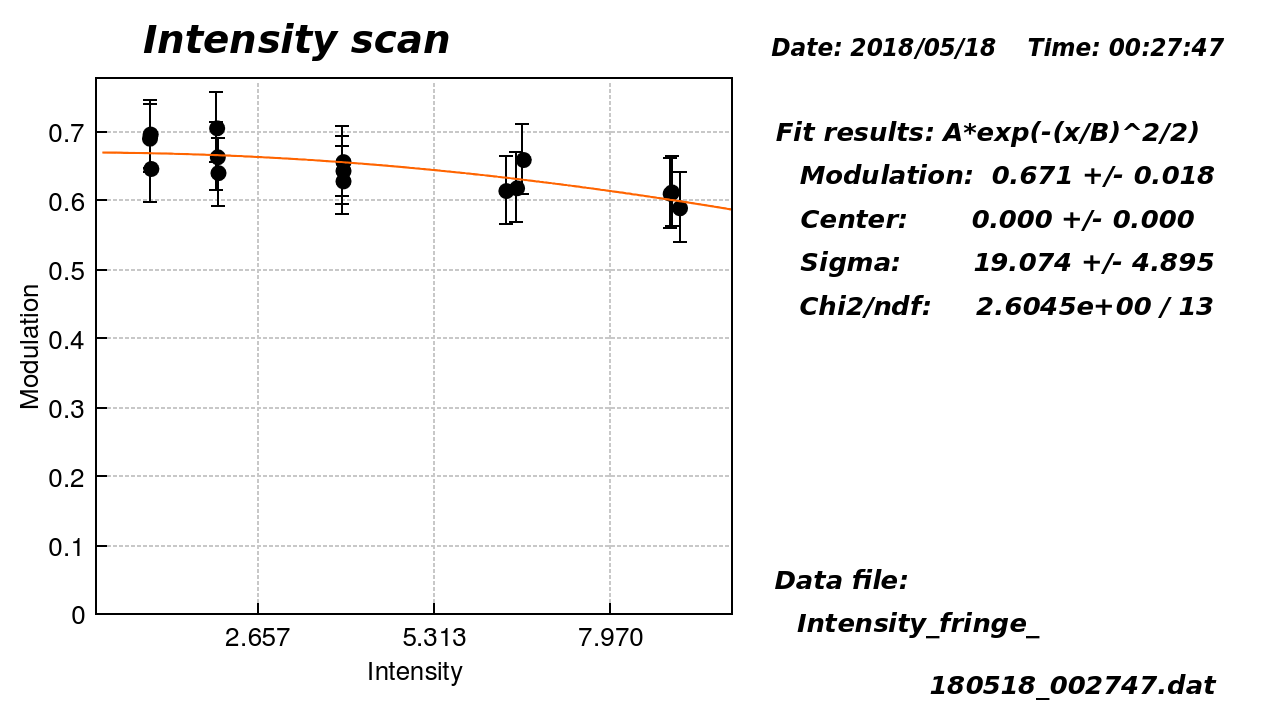 Intensity scan
Date: 2018/05/18 Time: 00:27:47
Fit results: A*exp(-(x/B)^2/2)
Modulation: 0.671 +/- 0.018
Center: 0.000 +/- 0.000
Sigma: 19.074 +/- 4.895
Chi2/ndf: 2.6045e+00 / 13
0.7
0.6
0.5
0.4
0.3
0.2
0.1
0
Modulation
2.657 5.313 7.970
Intensity
Data file:
Intensity_fringe_
180518_002747.dat